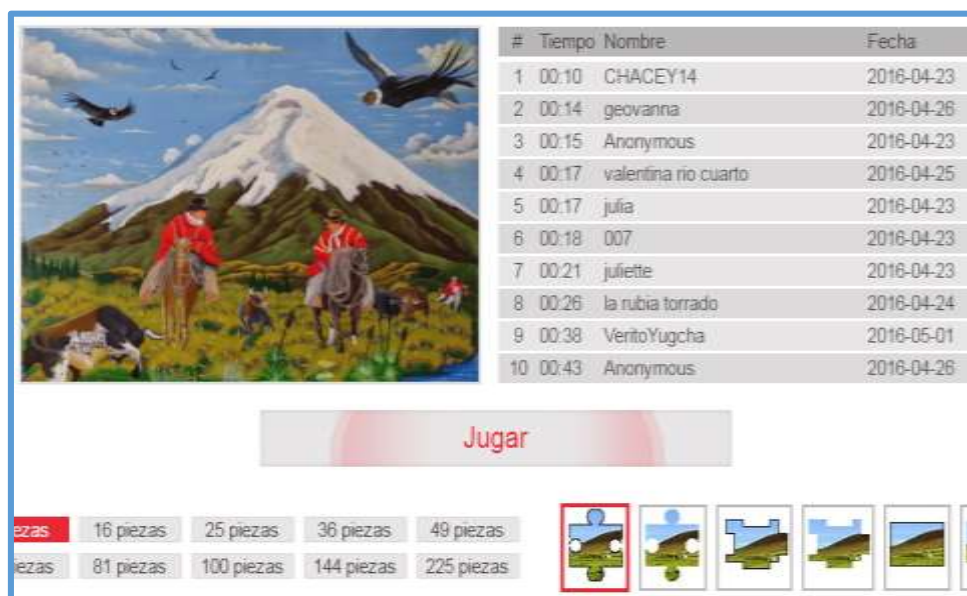 # Tiempo Nombre Fecha
1 00:10 CHACEY14 2016-04-23
2 00:14 geovanna 2016-04-26
3 00:15 Anonymous 2016-04-23
4 00:17 valentina rio cuarto 2016-04-25
5 00:17 julia 2016-04-23
6 00:18 007 2016-04-23
7 00:21 juliette 2016-04-23
8 00:26 la rubia torrado 2016-04-24
9 00:38 VeritoYugcha 2016-05-01
10 00:43 Anonymous 2016-04-26
Jugar
ezas 16 piezas 25 piezas 36 piezas 49 piezas
iezas 81 piezas 100 piezas 144 piezas 225 piezas